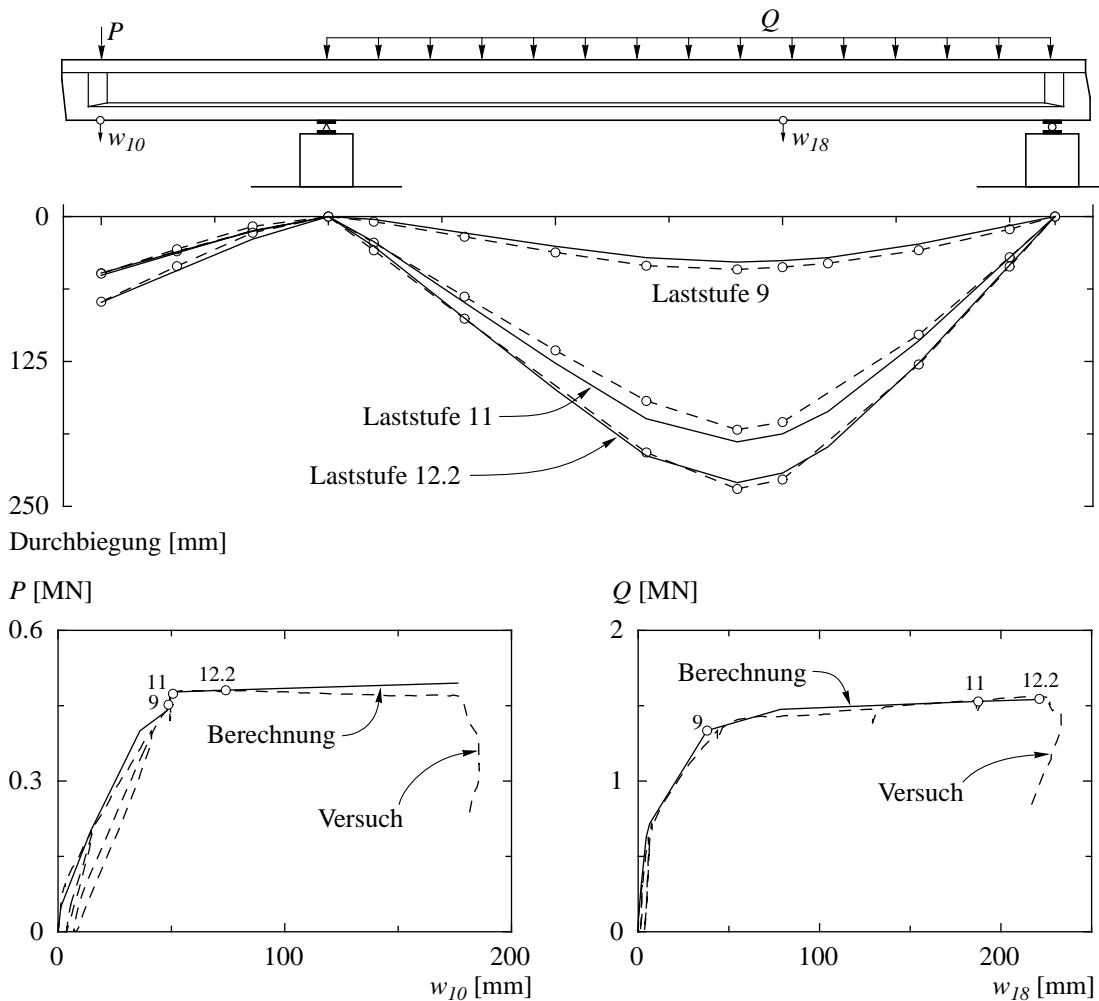 P
Q
w10
w18
0
125
250
Durchbiegung [mm]
Laststufe 9
Laststufe 11
Laststufe 12.2
P [MN]
0.6
0.3
0
0
100
200
w10 [mm]
11
12.2
9
Berechnung
Versuch
Q [MN]
2
1
0
0
100
200
w18 [mm]
Berechnung
11
12.2
9
Versuch